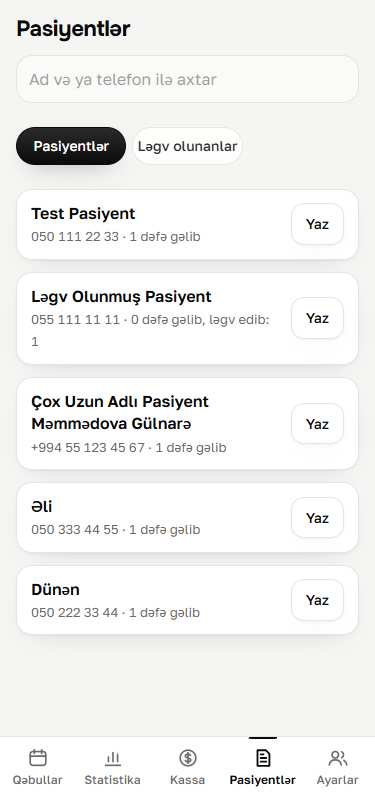 Pasiyentlər
Ad və ya telefon ilə axtar
Pasiyentlər
Ləgv olunanlar
Test Pasiyent
050 111 22 33 · 1 dəfə gəlib
Yaz
Ləgv Olunmuş Pasiyent
055 111 11 11 · 0 dəfə gəlib, ləgv edib:
1
Yaz
Çox Uzun Adlı Pasiyent
Məmmədova Gülnarə
+994 55 123 45 67 · 1 dəfə gəlib
Yaz
Əli
050 333 44 55 · 1 dəfə gəlib
Yaz
Dünən
050 222 33 44 · 1 dəfə gəlib
Yaz
Qəbullar
Statistika
Kassa
Pasiyentlər
Ayarlar